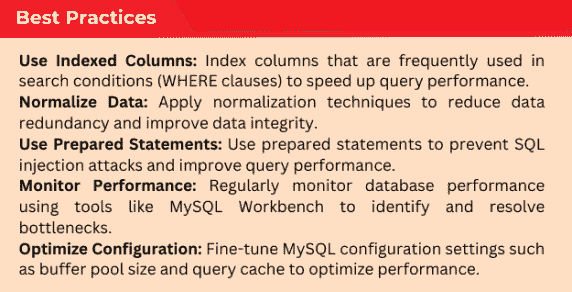 Best Practices
Use Indexed Columns: Index columns that are frequently used in
search conditions (WHERE clauses) to speed up query performance.
Normalize Data: Apply normalization techniques to reduce data
redundancy and improve data integrity.
Use Prepared Statements: Use prepared statements to prevent SQL
injection attacks and improve query performance.
Monitor Performance: Regularly monitor database performance
using tools like MySQL Workbench to identify and resolve
bottlenecks.
Optimize Configuration: Fine-tune MySQL configuration settings such
as buffer pool size and query cache to optimize performance.